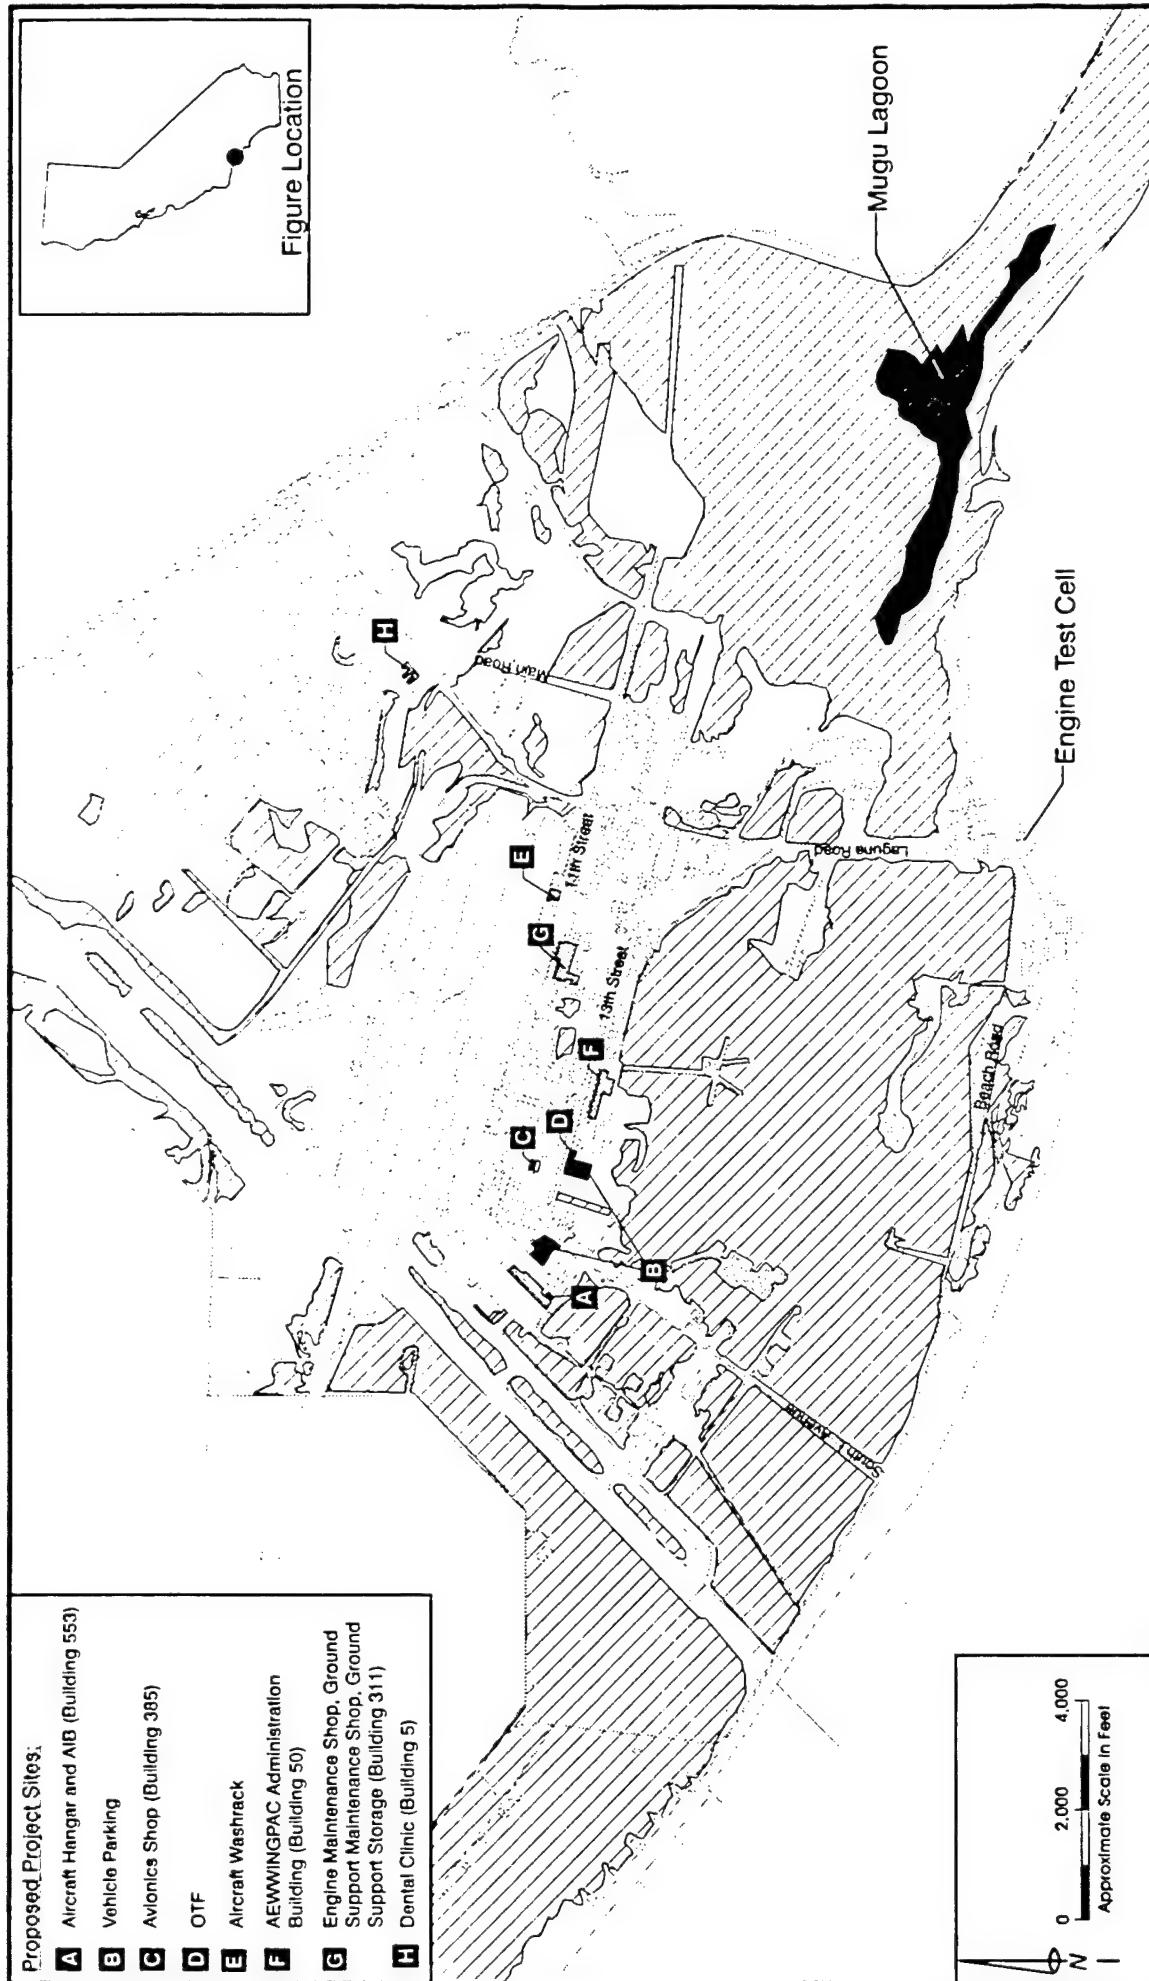 Proposed Project Sites:
A Aircraft Hangar and AIB (Building 553)
B Vehicle Parking
C Avionics Shop (Building 385)
D OTF
E Aircraft Washrack
F AEWWINGPAC Administration
Building (Building 50)
G Engine Maintenance Shop, Ground
Support Maintenance Shop, Ground
Support Storage (Building 311)
H Dental Clinic (Building 5)
Figure Location
H
Main Road
E
11th Street
G
13th Street
F
D
C
B
A
Laguna Road
Beach Road
South L Avenue
Mugu Lagoon
Engine Test Cell
N
0 2,000 4,000
Approximate Scale in Feet